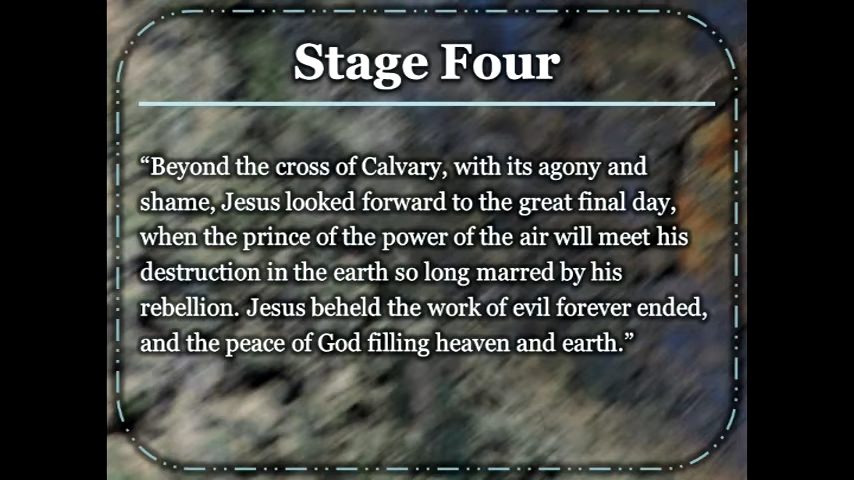 Stage Four
“Beyond the cross of Calvary, with its agony and
shame, Jesus looked forward to the great final day,
when the prince of the power of the air will meet his
destruction in the earth so long marred by his
rebellion. Jesus beheld the work of evil forever ended,
and the peace of God filling heaven and earth.”